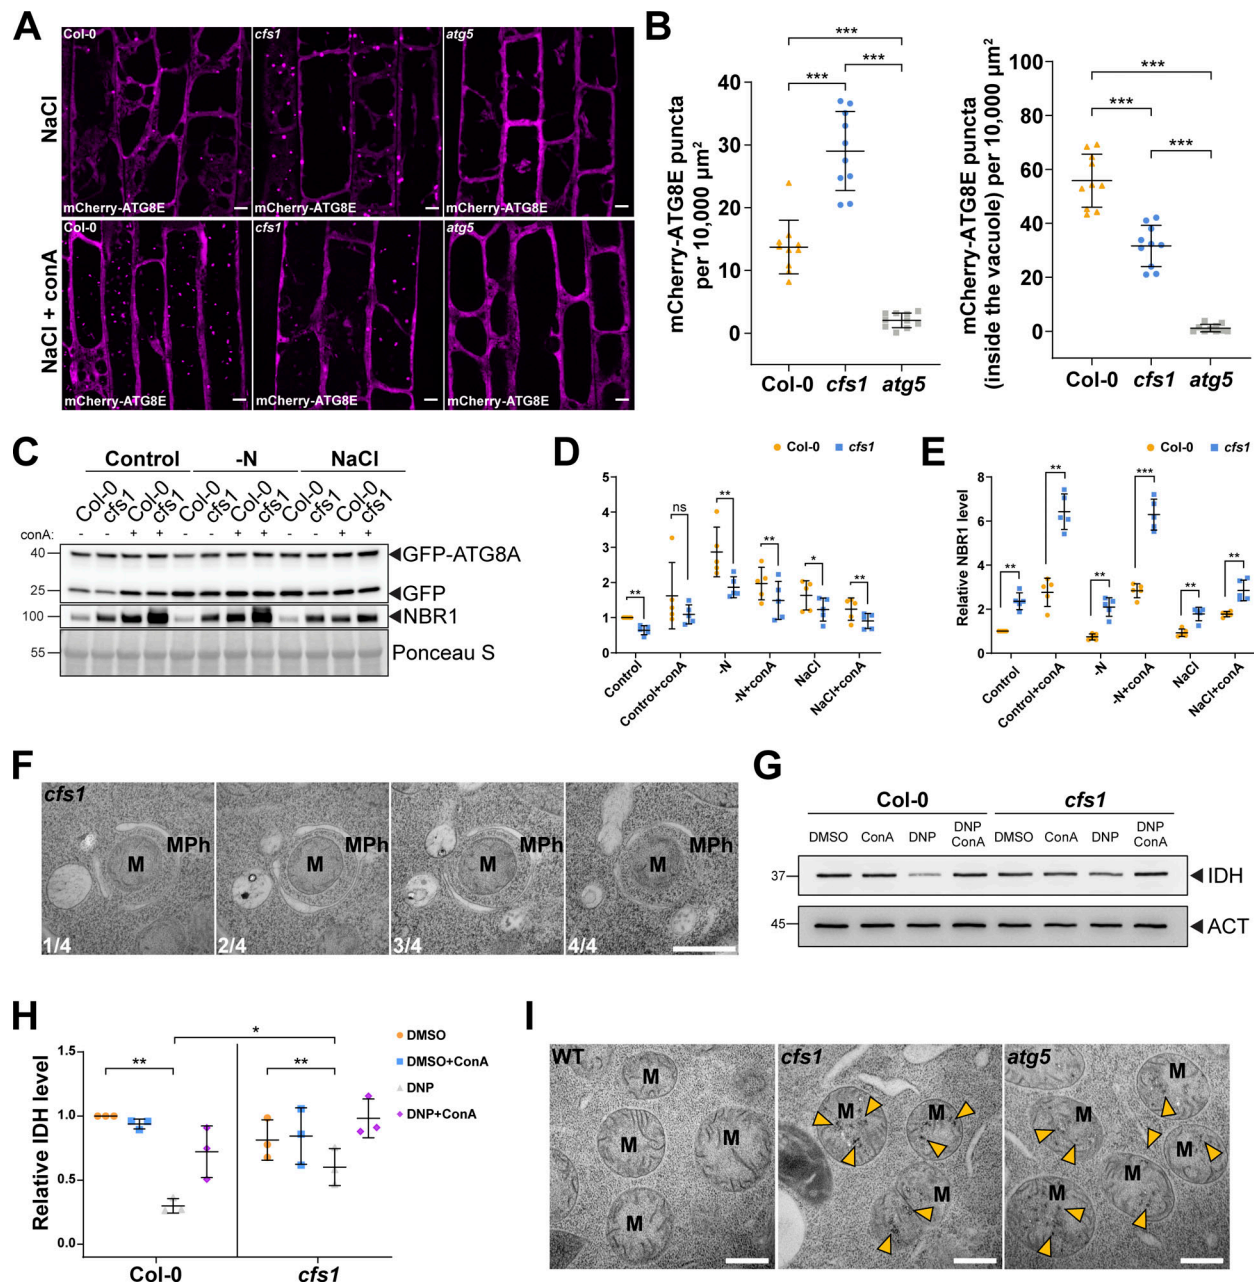 A
B
NaCl
Col-0
cfs1
atg5
mCherry-ATG8E
mCherry-ATG8E
mCherry-ATG8E
NaCl + conA
Col-0
cfs1
atg5
mCherry-ATG8E
mCherry-ATG8E
mCherry-ATG8E
mCherry-ATG8E puncta
per 10,000 µm²
40
30
20
10
0
***
***
***
Col-0
cfs1
atg5
mCherry-ATG8E puncta
(inside the vacuole) per 10,000 µm²
100
80
60
40
20
0
***
***
***
Col-0
cfs1
atg5
C
Control
-N
NaCl
Col-0
cfs1
Col-0
cfs1
Col-0
cfs1
Col-0
cfs1
Col-0
cfs1
Col-0
cfs1
conA: - - + + - - + + - - + +
40
GFP-ATG8A
25
GFP
100
NBR1
55
Ponceau S
D
Col-0
cfs1
5
4
3
2
1
0
**
ns
**
**
*
**
Control
Control+conA
-N
-N+conA
NaCl
NaCl+conA
E
Col-0
cfs1
Relative NBR1 level
8
6
4
2
0
**
**
**
***
**
**
Control
Control+conA
-N
-N+conA
NaCl
NaCl+conA
F
cfs1
M
MPh
1/4
M
MPh
2/4
M
MPh
3/4
M
MPh
4/4
G
Col-0
cfs1
DMSO
ConA
DNP
DNP
ConA
DMSO
ConA
DNP
DNP
ConA
37
IDH
45
ACT
H
Relative IDH level
1.5
1.0
0.5
0.0
**
*
**
DMSO
DMSO+ConA
DNP
DNP+ConA
Col-0
cfs1
I
WT
M
M
M
M
cfs1
M
M
M
atg5
M
M
M
M